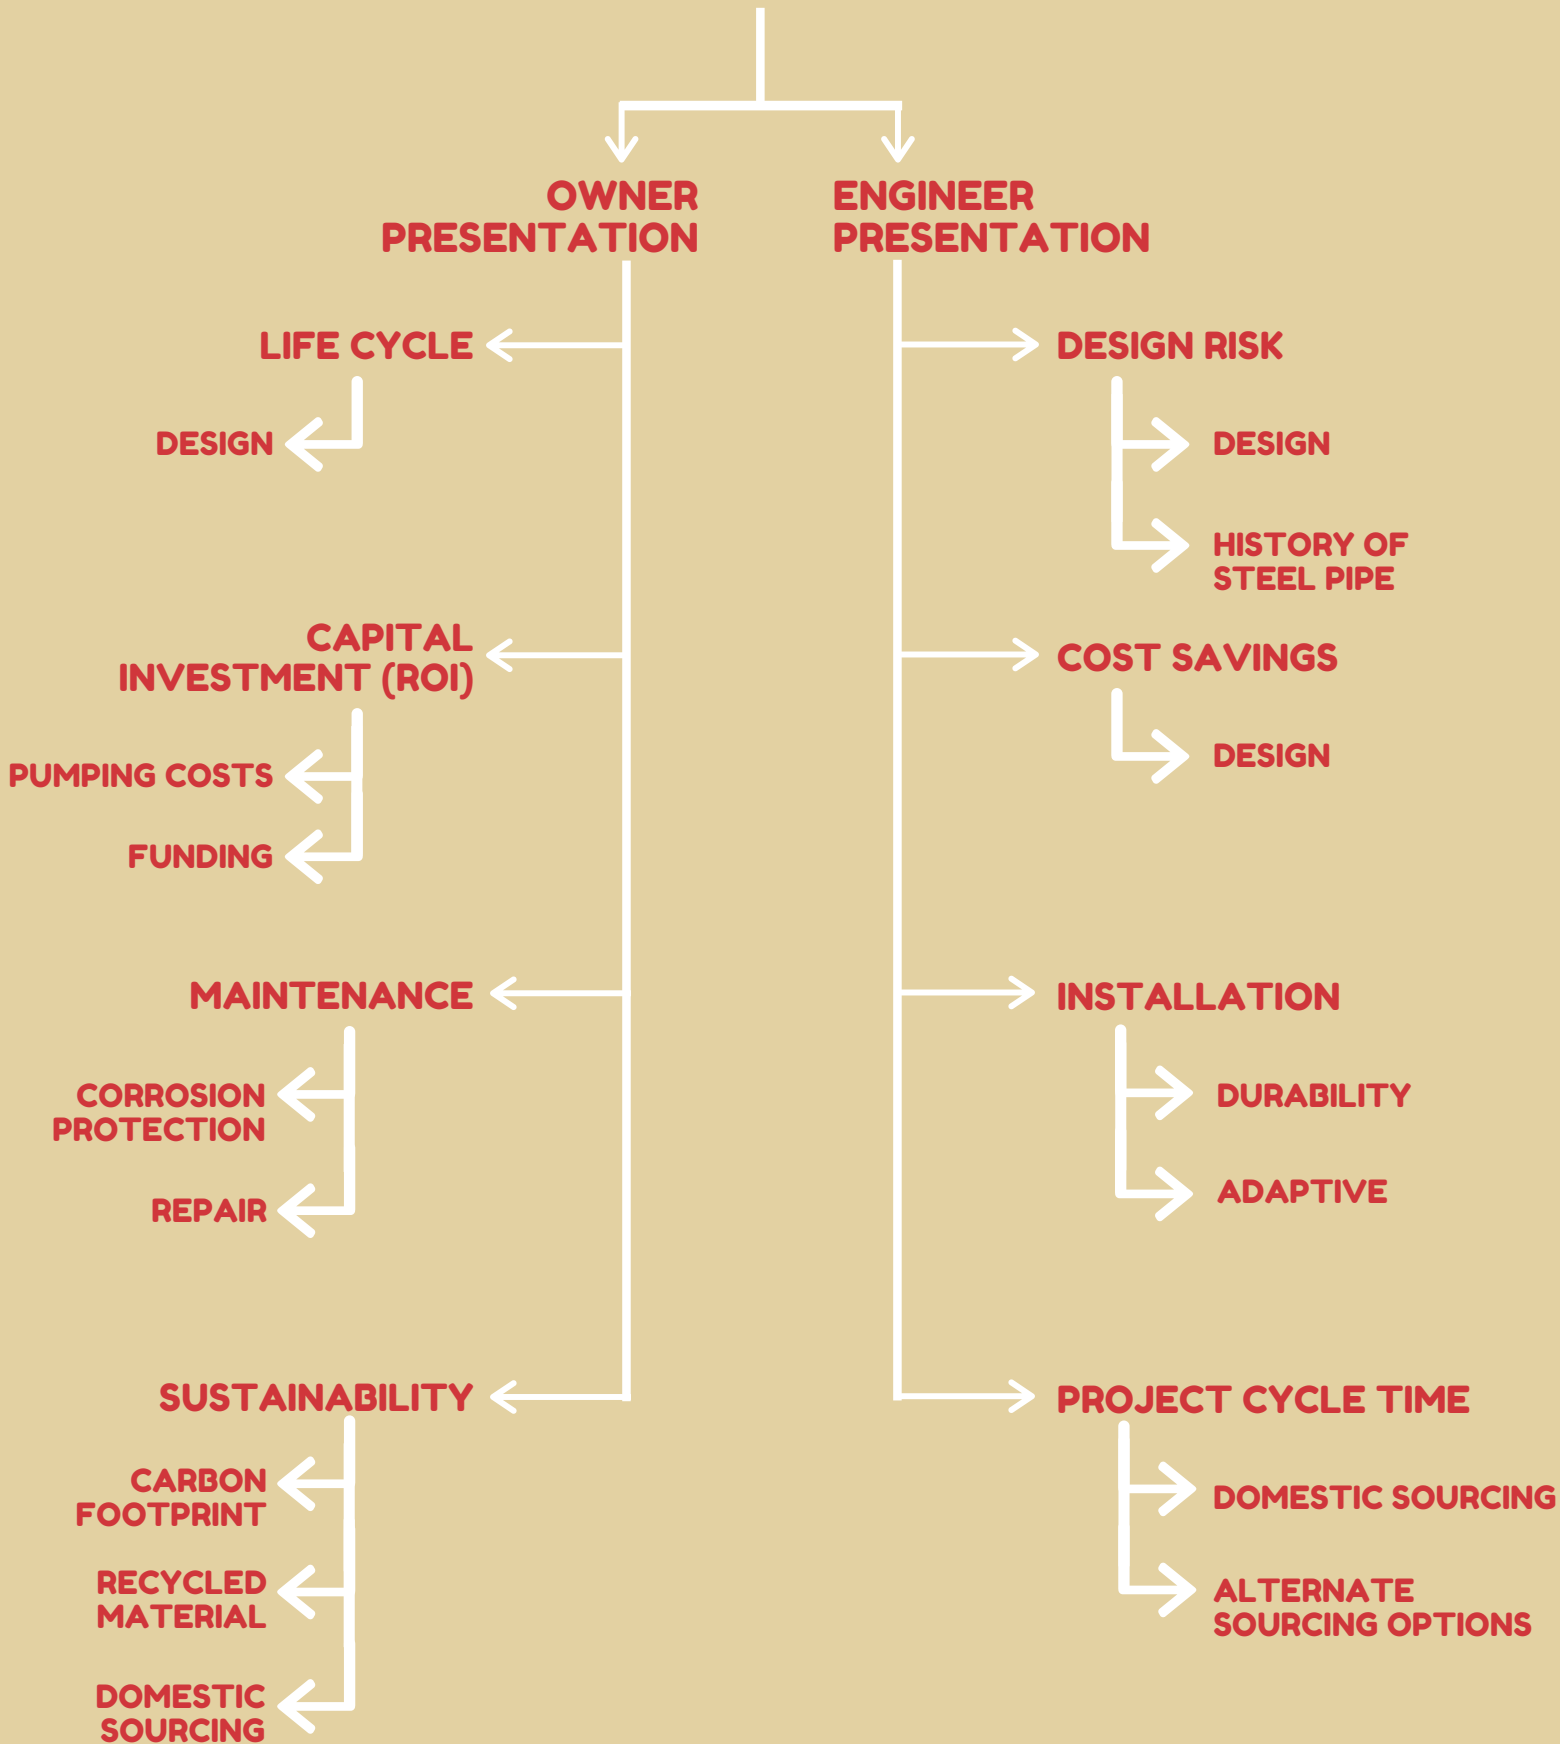 OWNER
PRESENTATION
LIFE CYCLE
DESIGN
CAPITAL
INVESTMENT (ROI)
PUMPING COSTS
FUNDING
MAINTENANCE
CORROSION
PROTECTION
REPAIR
SUSTAINABILITY
CARBON
FOOTPRINT
RECYCLED
MATERIAL
DOMESTIC
SOURCING
ENGINEER
PRESENTATION
DESIGN RISK
DESIGN
HISTORY OF
STEEL PIPE
COST SAVINGS
DESIGN
INSTALLATION
DURABILITY
ADAPTIVE
PROJECT CYCLE TIME
DOMESTIC SOURCING
ALTERNATE
SOURCING OPTIONS